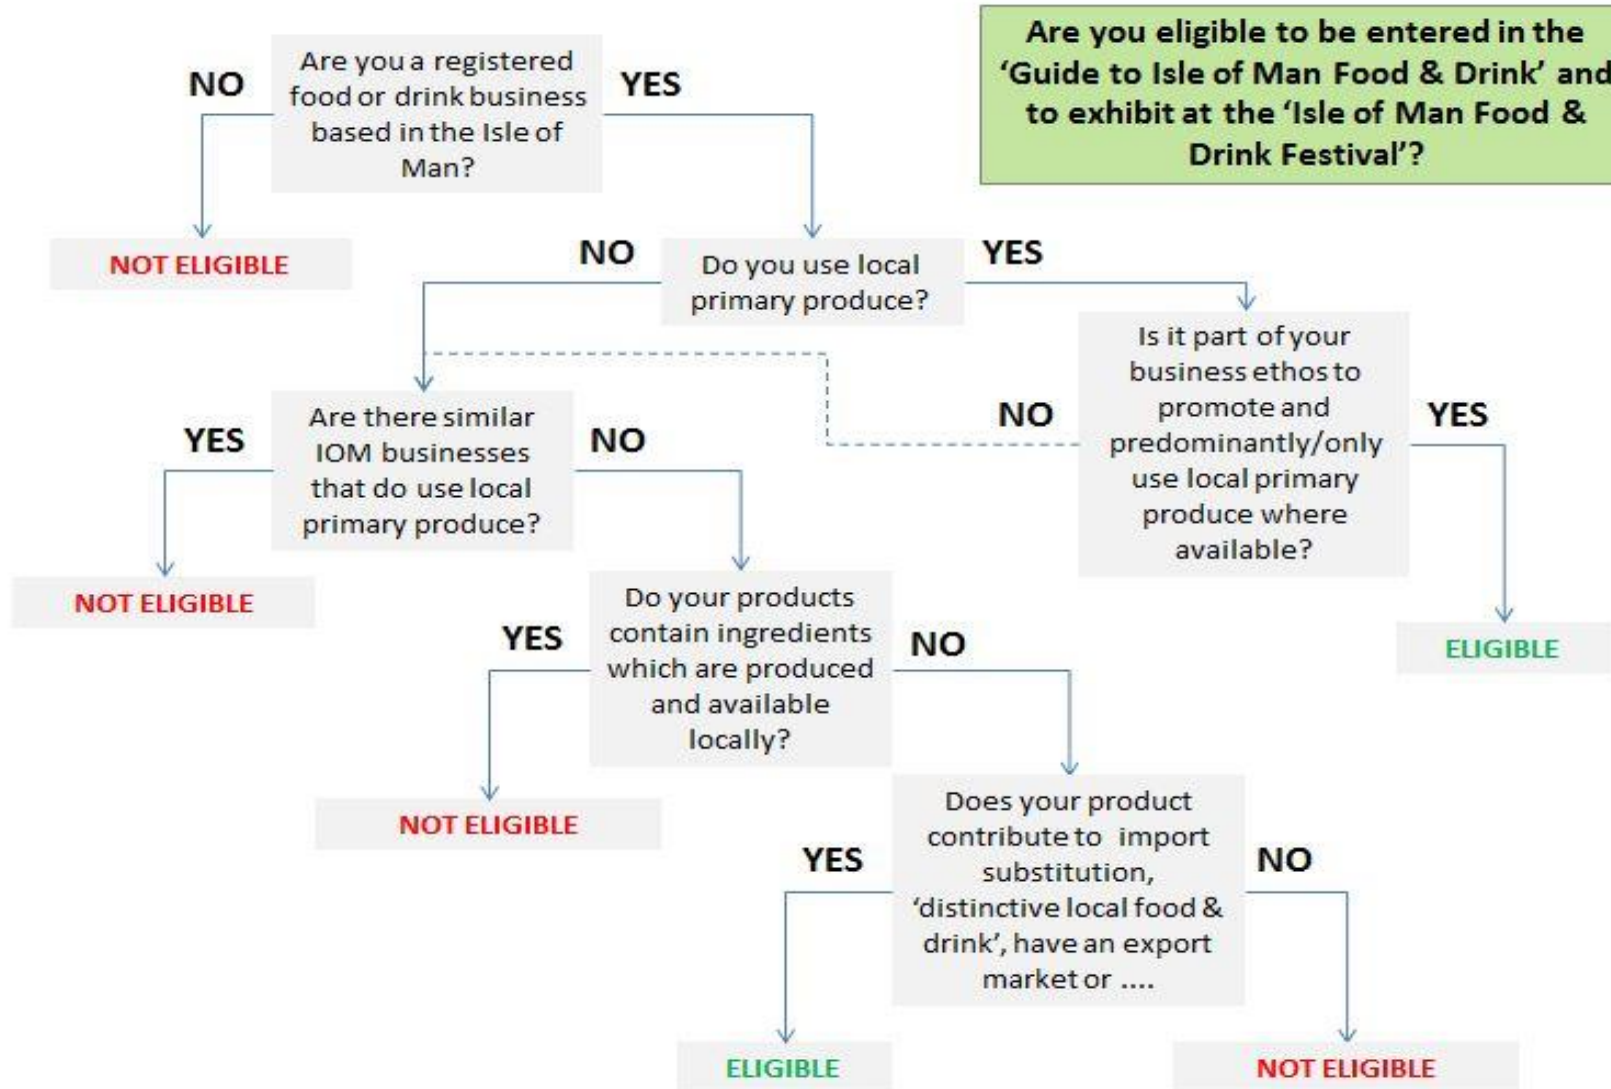 Are you eligible to be entered in the
‘Guide to Isle of Man Food & Drink’ and
to exhibit at the ‘Isle of Man Food &
Drink Festival’?
NO
Are you a registered
food or drink business
based in the Isle of
Man?
YES
NOT ELIGIBLE
NO
Do you use local
primary produce?
YES
Is it part of your
business ethos to
promote and
predominantly/only
use local primary
produce where
available?
NO
YES
ELIGIBLE
YES
Are there similar
IOM businesses
that do use local
primary produce?
NO
NOT ELIGIBLE
YES
Do your products
contain ingredients
which are produced
and available
locally?
NO
NOT ELIGIBLE
YES
Does your product
contribute to import
substitution,
‘distinctive local food &
drink’, have an export
market or ....
NO
ELIGIBLE
NOT ELIGIBLE